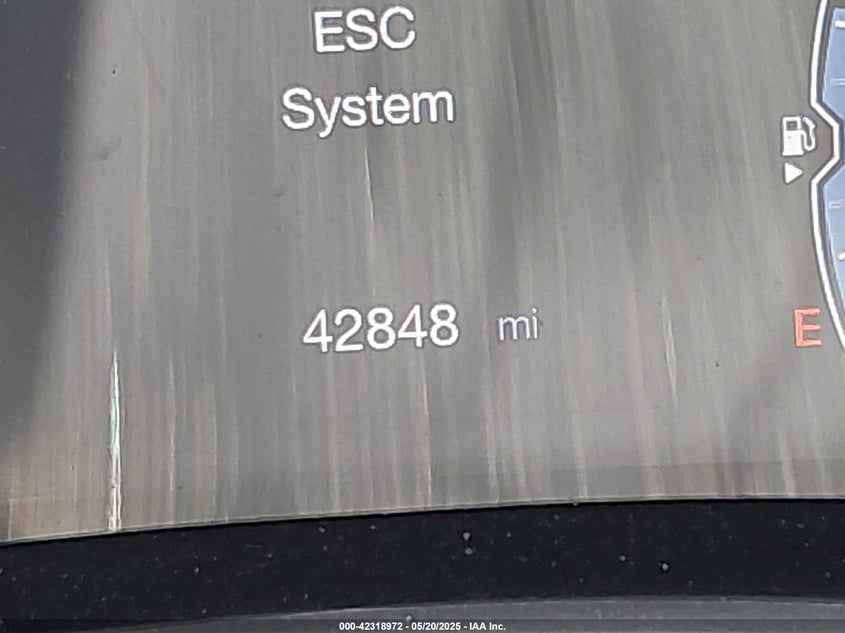 ESC
System
42848 mi
E
000-42318972 - 05/20/2025 - IAA Inc.